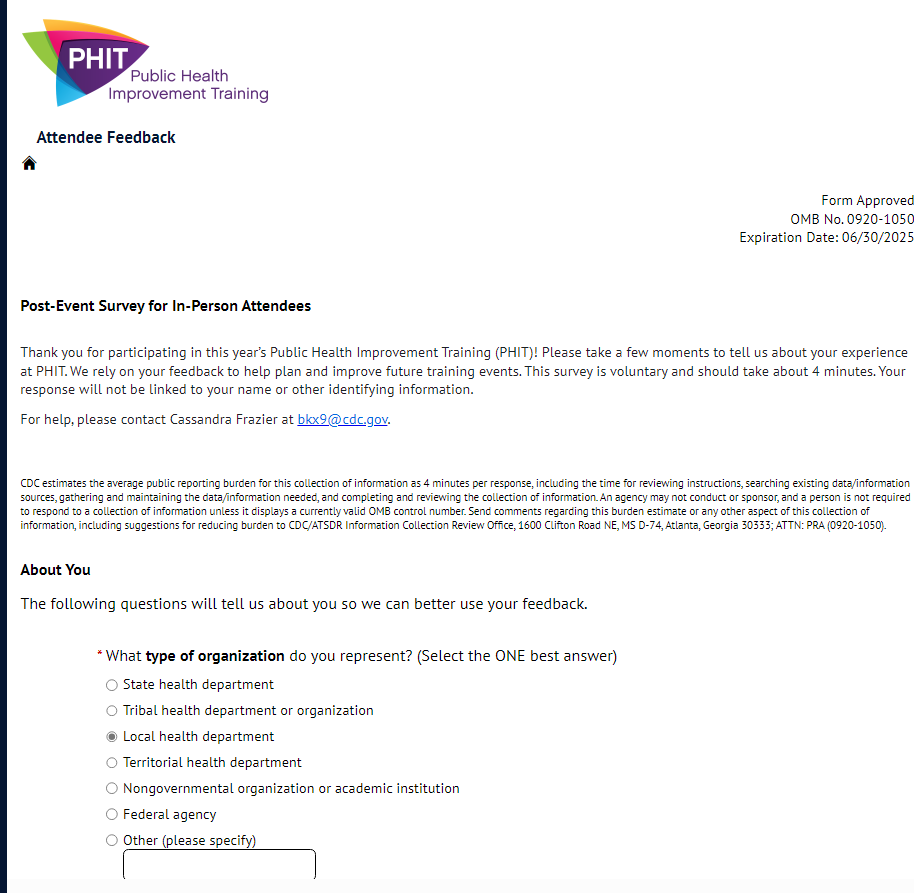 PHIT
Public Health
Improvement Training
Attendee Feedback
Form Approved
OMB No. 0920-1050
Expiration Date: 06/30/2025
Post-Event Survey for In-Person Attendees
Thank you for participating in this year's Public Health Improvement Training (PHIT)! Please take a few moments to tell us about your experience
at PHIT. We rely on your feedback to help plan and improve future training events. This survey is voluntary and should take about 4 minutes. Your
response will not be linked to your name or other identifying information.
For help, please contact Cassandra Frazier at bkx9@cdc.gov.
CDC estimates the average public reporting burden for this collection of information as 4 minutes per response, including the time for reviewing instructions, searching existing data/information
sources, gathering and maintaining the data/information needed, and completing and reviewing the collection of information. An agency may not conduct or sponsor, and a person is not required
to respond to a collection of information unless it displays a currently valid OMB control number. Send comments regarding this burden estimate or any other aspect of this collection of
information, including suggestions for reducing burden to CDC/ATSDR Information Collection Review Office, 1600 Clifton Road NE, MS D-74, Atlanta, Georgia 30333; ATTN: PRA (0920-1050).
About You
The following questions will tell us about you so we can better use your feedback.
* What type of organization do you represent? (Select the ONE best answer)
State health department
Tribal health department or organization
Local health department
Territorial health department
Nongovernmental organization or academic institution
Federal agency
Other (please specify)